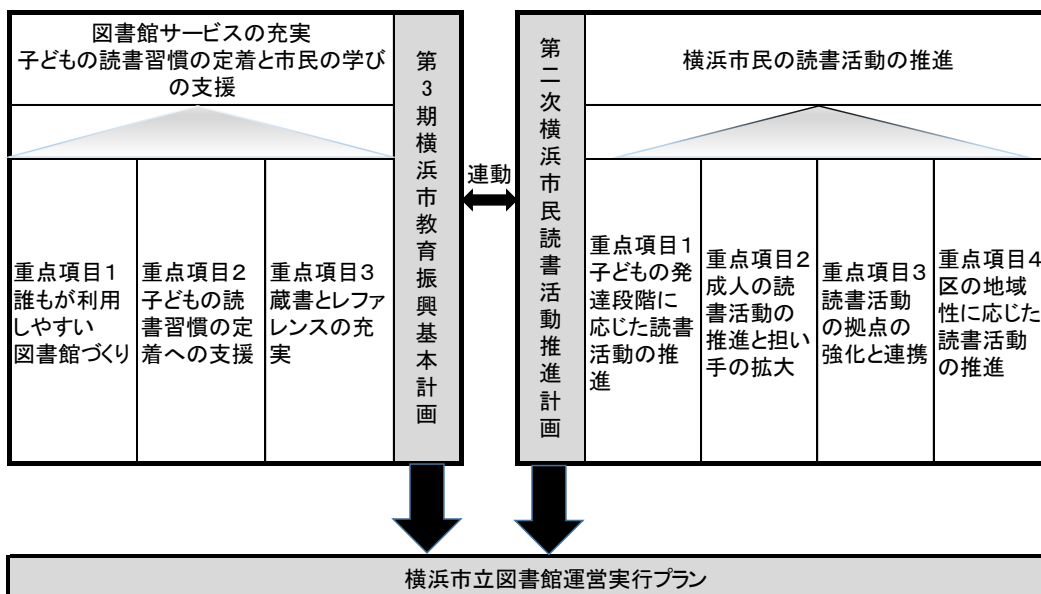 図書館サービスの充実
子どもの読書習慣の定着と市民の学び
の支援
重点項目1
誰もが利用
しやすい
図書館づくり
重点項目2
子どもの読
書習慣の定
着への支援
重点項目3
蔵書とレファ
レンスの充
実
第3期横浜市教育振興基本計画
連動
第二次横浜市民読書活動推進計画
横浜市民の読書活動の推進
重点項目1
子どもの発
達段階に
応じた読書
活動の推
進
重点項目2
成人の読
書活動の
推進と担い
手の拡大
重点項目3
読書活動
の拠点の
強化と連携
重点項目4
区の地域
性に応じた
読書活動
の推進
横浜市立図書館運営実行プラン